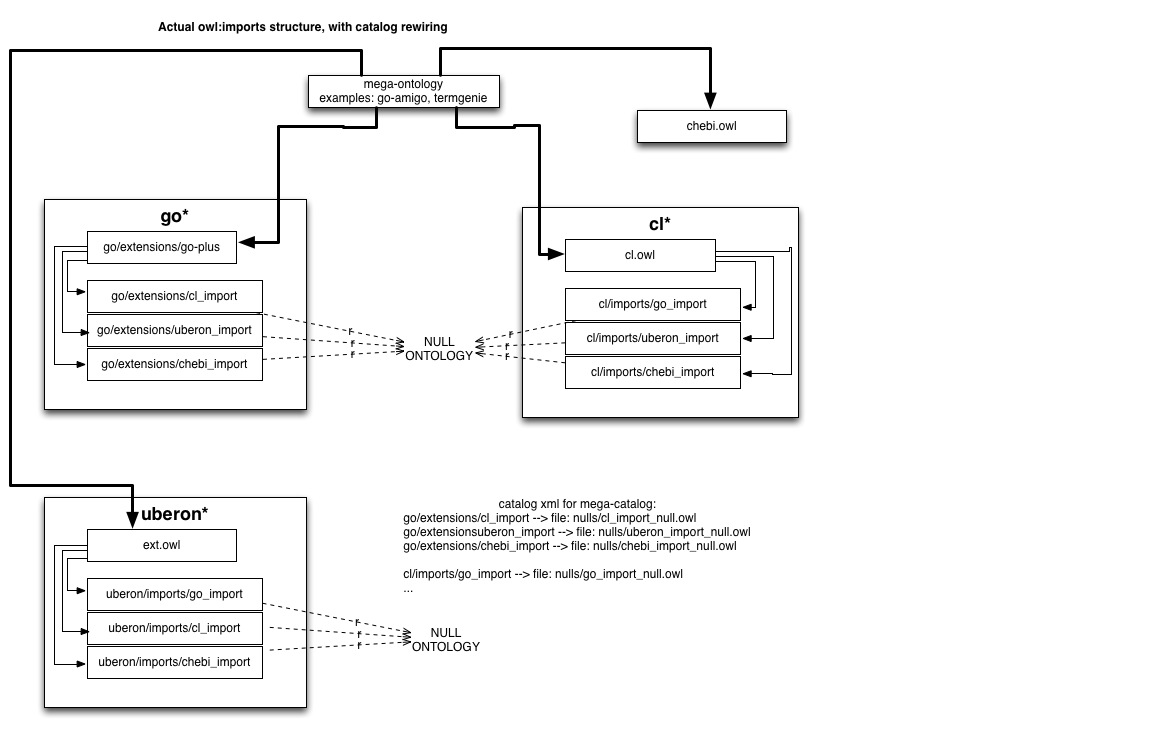 Actual owl:imports structure, with catalog rewiring
mega-ontology
examples: go-amigo, termgenie
chebi.owl
go*
go/extensions/go-plus
go/extensions/cl_import
go/extensions/uberon_import
go/extensions/chebi_import
r
r
r
NULL
ONTOLOGY
cl*
cl.owl
cl/imports/go_import
cl/imports/uberon_import
cl/imports/chebi_import
r
r
r
uberon*
ext.owl
uberon/imports/go_import
uberon/imports/cl_import
uberon/imports/chebi_import
r
r
r
NULL
ONTOLOGY
catalog xml for mega-catalog:
go/extensions/cl_import --> file: nulls/cl_import_null.owl
go/extensionsuberon_import --> file: nulls/uberon_import_null.owl
go/extensions/chebi_import --> file: nulls/chebi_import_null.owl
cl/imports/go_import --> file: nulls/go_import_null.owl
...